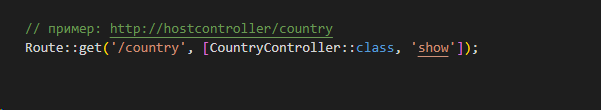 // пример: http://hostcontroller/country
Route::get('/country', [CountryController::class, 'show']);